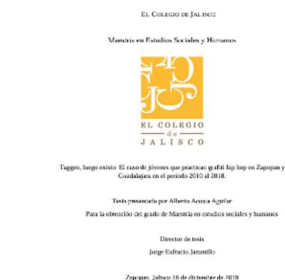 EL COLEGIO DE JALISCO
Maestría en Estudios Sociales y Humanos
EL COLEGIO
de
JALISCO
Taggeo, luego existo. El caso de jóvenes que practican grafiti hip hop en Zapopan y
Guadalajara en el periodo 2010 al 2018.
Tesis presentada por Alberto Acosta Aguilar
Para la obtención del grado de Maestría en estudios sociales y humanos
Director de tesis
Jorge Eufracio Jaramillo
Zapopan, Jalisco 16 de diciembre de 2018